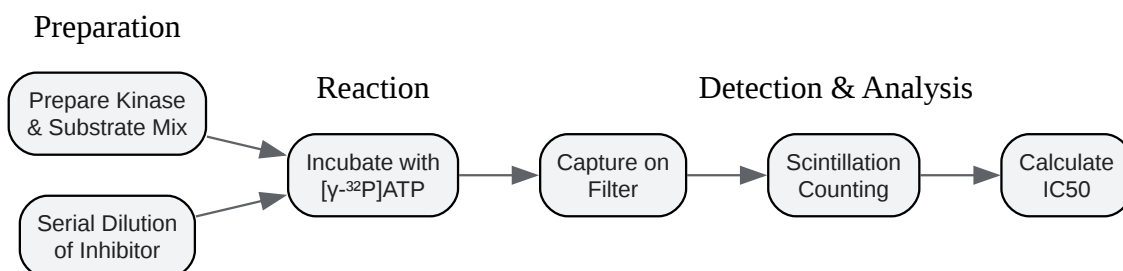 Preparation
Prepare Kinase
& Substrate Mix
Serial Dilution
of Inhibitor
Reaction
Incubate with
[γ-³²P]ATP
Detection & Analysis
Capture on
Filter
Scintillation
Counting
Calculate
IC50